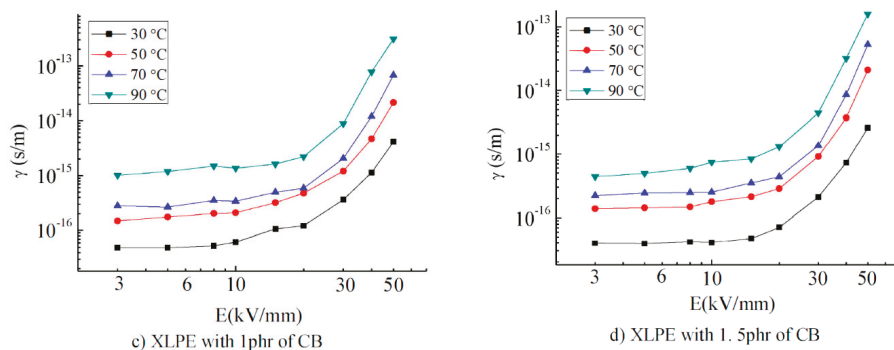 30 °C
50 °C
70 °C
90 °C
10-13
10-14
10-15
10-16
γ (s/m)
3 5 10 30 50
E(kV/mm)
c) XLPE with 1phr of CB
30 °C
50 °C
70 °C
90 °C
10-13
10-14
10-15
10-16
γ (s/m)
3 5 10 30 50
E(kV/mm)
d) XLPE with 1. 5phr of CB